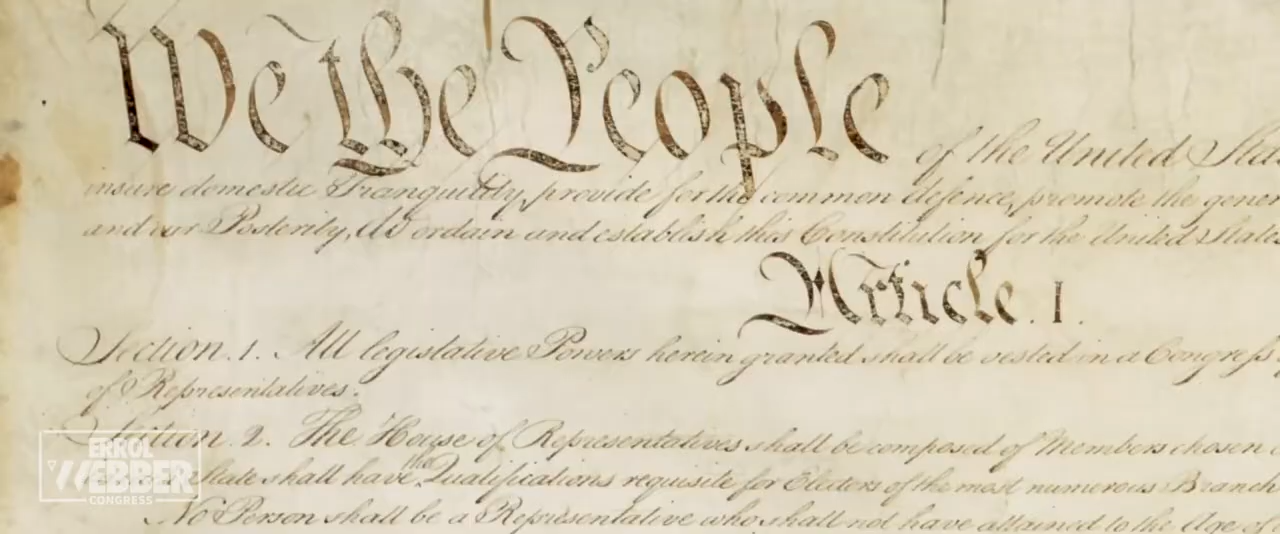 We the People of the United Sta
insure domestic Tranquility, provide for the common defence, promote the gener
and our Posterity, do ordain and establish this Constitution for the United States
Article. I.
Section. 1. All legislative Powers herein granted shall be vested in a Congress
of Representatives.
Section. 2. The House of Representatives shall be composed of Members chosen
State shall have the Qualifications requisite for Electors of the most numerous Branch
No Person shall be a Representative who shall not have attained to the Age of
ERROL
WEBBER
CONGRESS